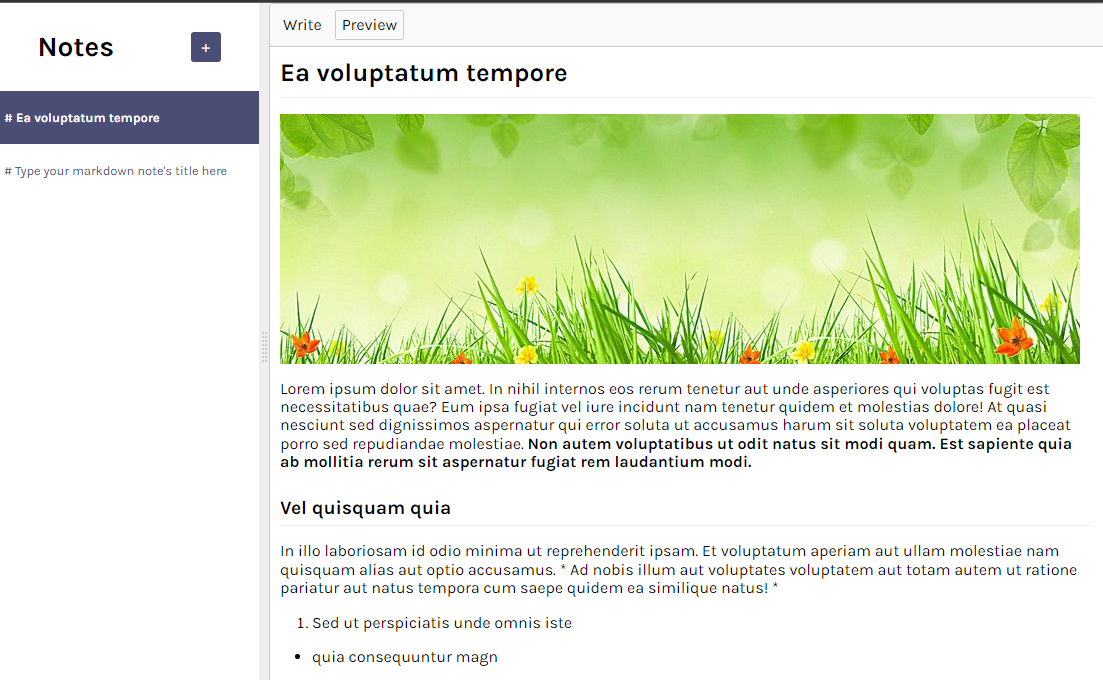 Notes
+
# Ea voluptatum tempore
# Type your markdown note's title here
Write Preview
Ea voluptatum tempore
Lorem ipsum dolor sit amet. In nihil internos eos rerum tenetur aut unde asperiores qui voluptas fugit est
necessitatibus quae? Eum ipsa fugiat vel iure incidunt nam tenetur quidem et molestias dolore! At quasi
nesciunt sed dignissimos aspernatur qui error soluta ut accusamus harum sit soluta voluptatem ea placeat
porro sed repudiandae molestiae. Non autem voluptatibus ut odit natus sit modi quam. Est sapiente quia
ab mollitia rerum sit aspernatur fugiat rem laudantium modi.
Vel quisquam quia
In illo laboriosam id odio minima ut reprehenderit ipsam. Et voluptatum aperiam aut ullam molestiae nam
quisquam alias aut optio accusamus. * Ad nobis illum aut voluptates voluptatem aut totam autem ut ratione
pariatur aut natus tempora cum saepe quidem ea similique natus! *
1. Sed ut perspiciatis unde omnis iste
• quia consequuntur magn